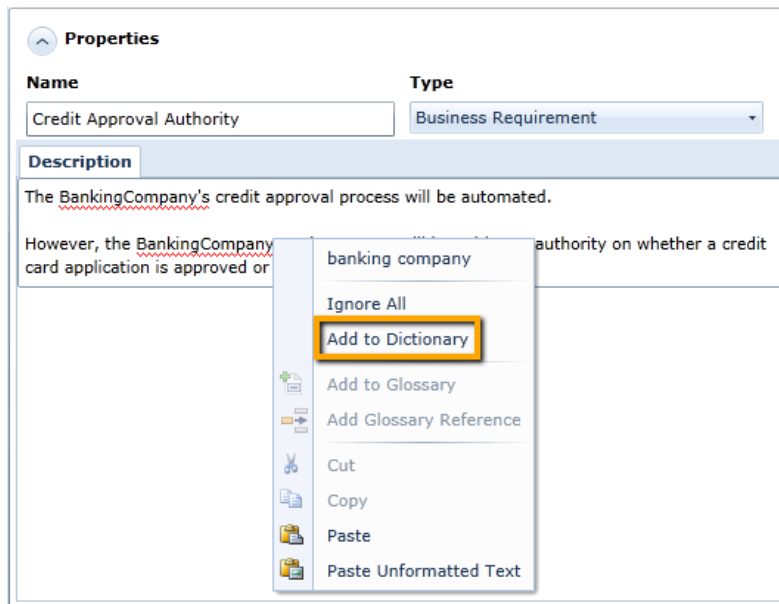 Properties
Name Type
Credit Approval Authority Business Requirement
Description
The BankingCompany's credit approval process will be automated.
However, the BankingCompany authority on whether a credit
card application is approved or
banking company
Ignore All
Add to Dictionary
Add to Glossary
Add Glossary Reference
Cut
Copy
Paste
Paste Unformatted Text